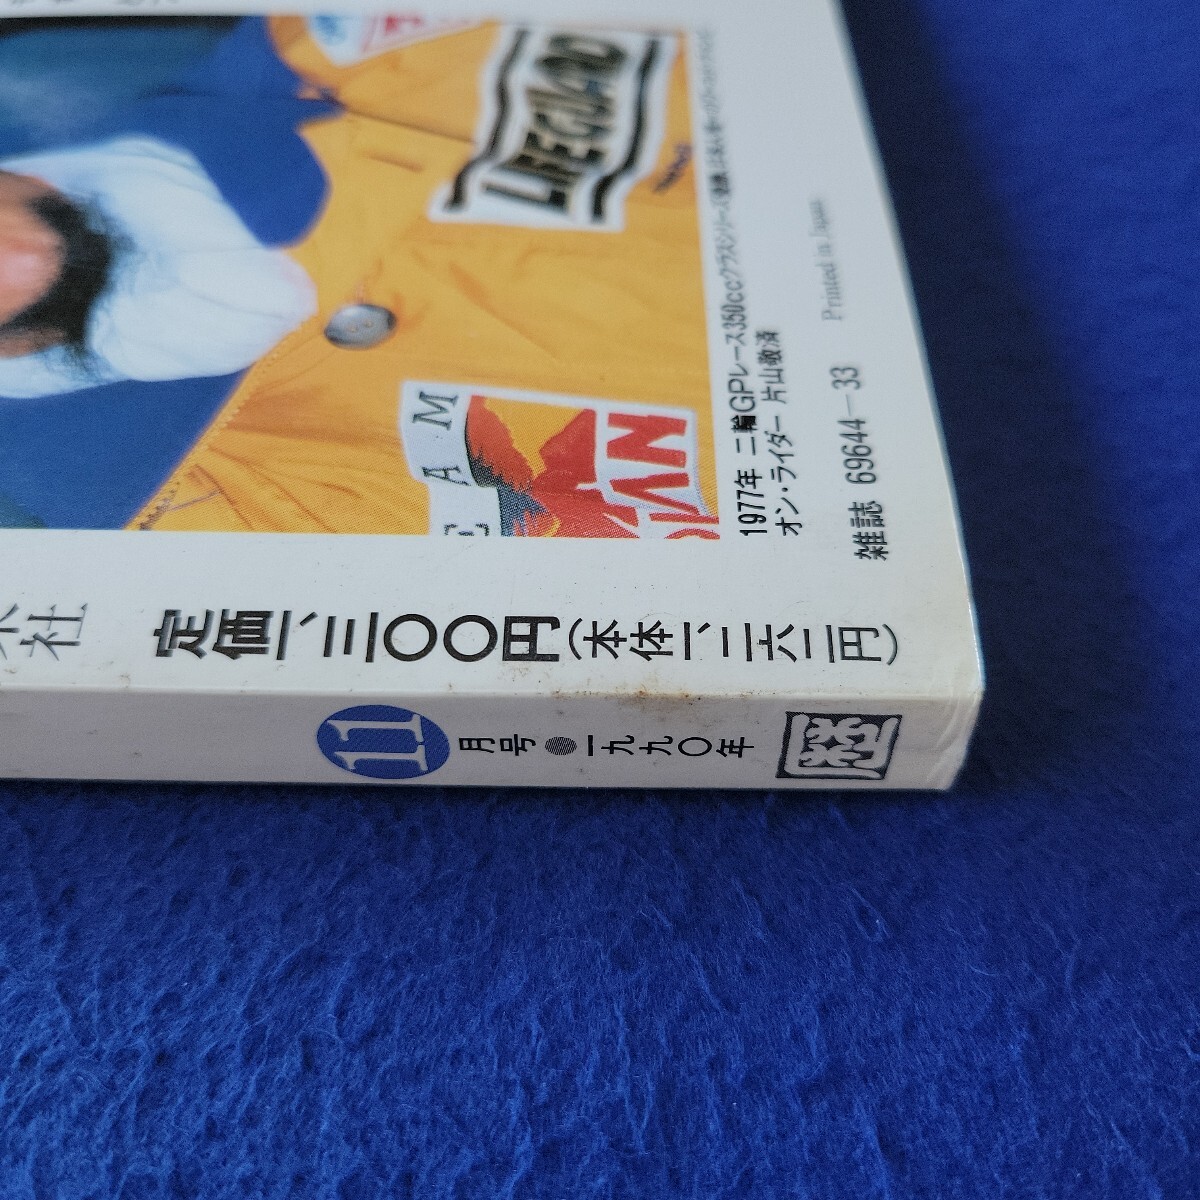 LIFEGUARD
TEAM
1977年 二輪GPレース350ccクラスシリーズ
オン・ライダー 片山敬済
Printed in Japan
雑誌 69644-33
社
定価一、三〇〇円(本体一、二六二円)
11月号●一九九〇年
陸